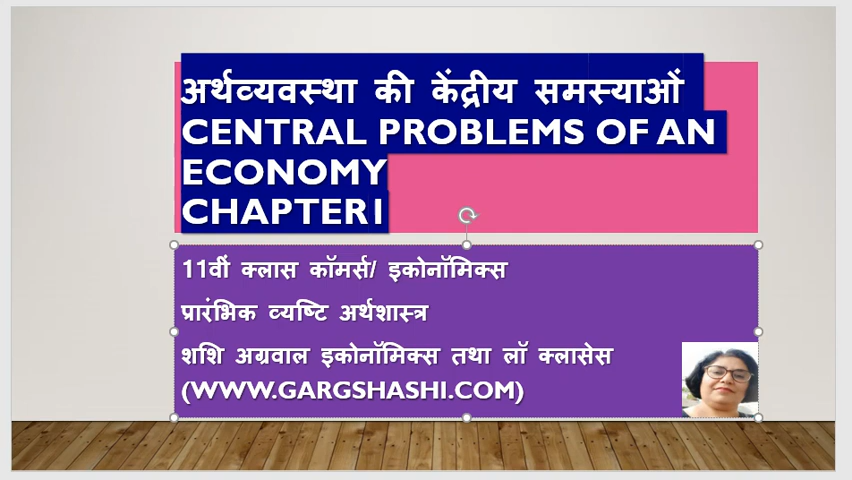 अर्थव्यवस्था की केंद्रीय समस्याओं
CENTRAL PROBLEMS OF AN
ECONOMY
CHAPTER1
11वीं क्लास कॉमर्स/ इकोनॉमिक्स
प्रारंभिक व्यष्टि अर्थशास्त्र
शशि अग्रवाल इकोनॉमिक्स तथा लॉ क्लासेस
(WWW.GARGSHASHI.COM)